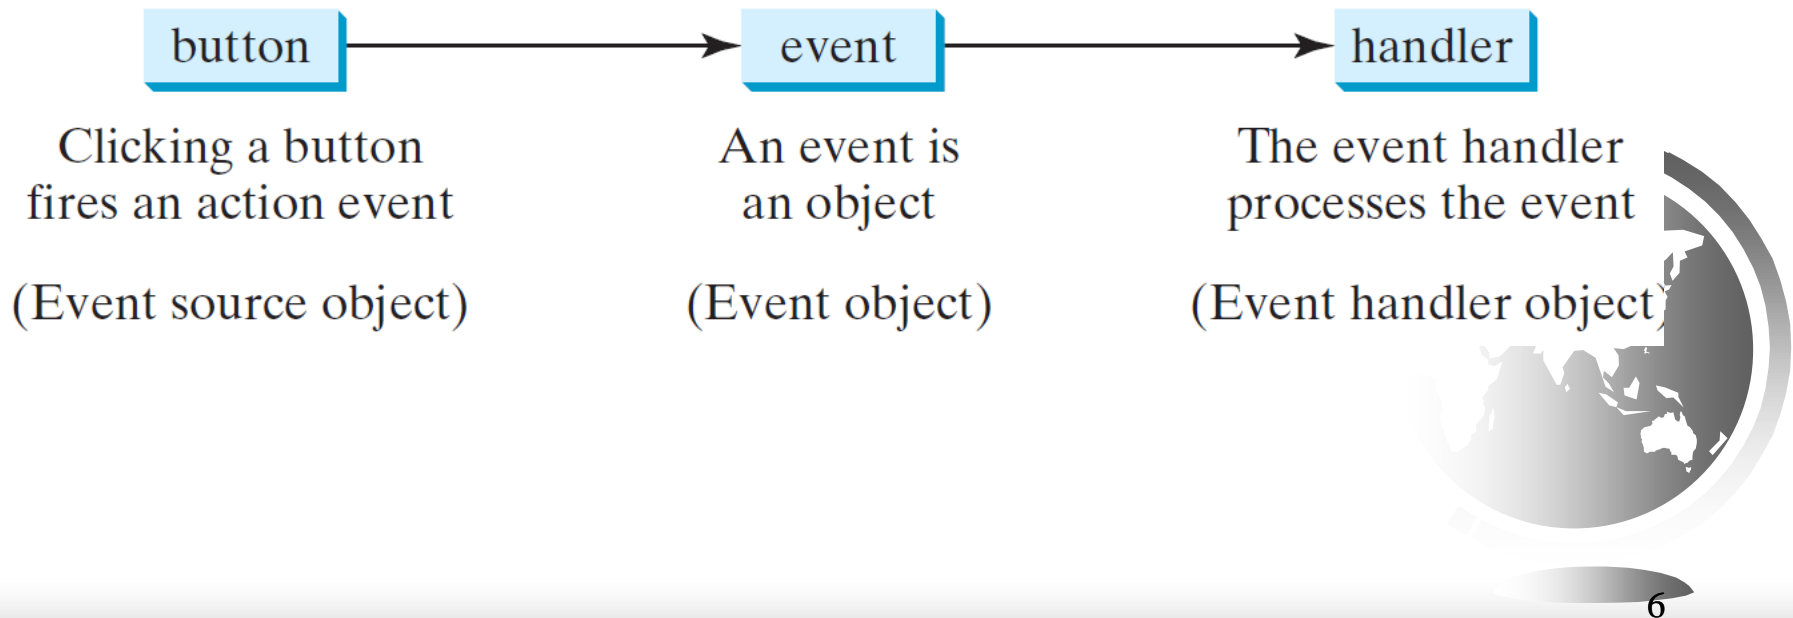 button
event
handler
Clicking a button
fires an action event
(Event source object)
An event is
an object
(Event object)
The event handler
processes the event
(Event handler object)
6